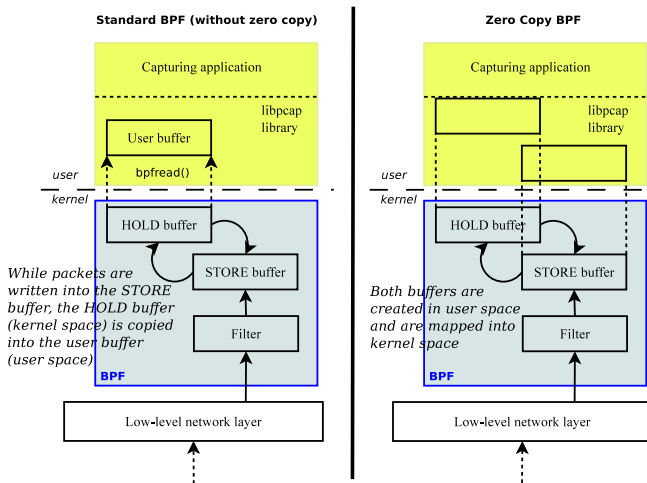 Standard BPF (without zero copy)
Capturing application
libpcap
library
User buffer
bpfread()
user
kernel
HOLD buffer
STORE buffer
While packets are
written into the STORE
buffer, the HOLD buffer
(kernel space) is copied
into the user buffer
(user space)
Filter
BPF
Low-level network layer
Zero Copy BPF
Capturing application
libpcap
library
user
kernel
HOLD buffer
STORE buffer
Both buffers are
created in user space
and are mapped into
kernel space
Filter
BPF
Low-level network layer